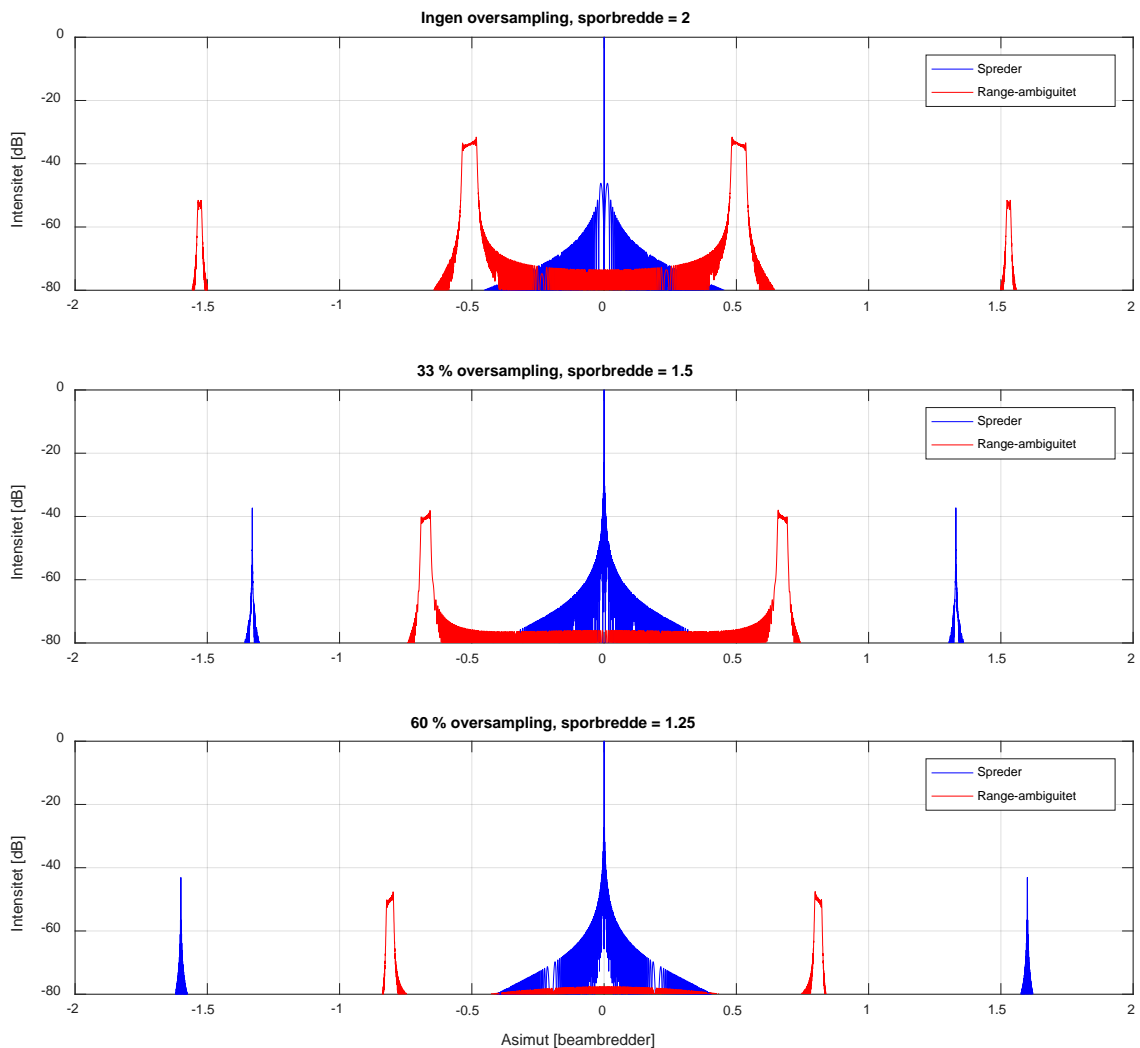 Ingen oversampling, sporbredde = 2
0
-20
-40
-60
-80
Intensitet [dB]
Spreder
Range-ambiguitet
-2 -1.5 -1 -0.5 0 0.5 1 1.5 2
33 % oversampling, sporbredde = 1.5
0
-20
-40
-60
-80
Intensitet [dB]
Spreder
Range-ambiguitet
-2 -1.5 -1 -0.5 0 0.5 1 1.5 2
60 % oversampling, sporbredde = 1.25
0
-20
-40
-60
-80
Intensitet [dB]
Spreder
Range-ambiguitet
-2 -1.5 -1 -0.5 0 0.5 1 1.5 2
Asimut [beambredder]